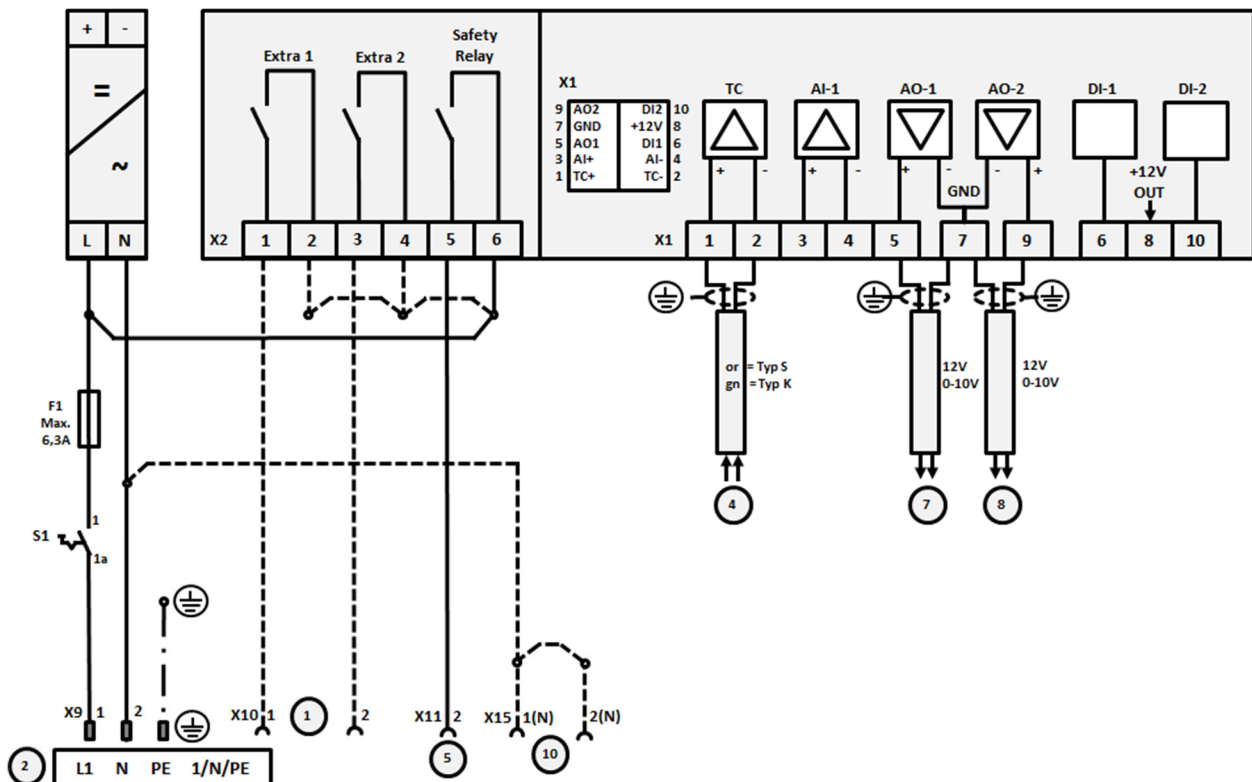 + -
=
~
L N
Extra 1 Extra 2 Safety
Relay
X2 1 2 3 4 5 6
X1
9 AO2 DI2 10
7 GND +12V 8
5 AO1 DI1 6
3 AI+ AI- 4
1 TC+ TC- 2
TC AI-1 AO-1 AO-2 DI-1 DI-2
+ - + - + - - +
GND
+12V
OUT
X1 1 2 3 4 5 7 9 6 8 10
or = Typ S
gn =Typ K
12V
0-10V
12V
0-10V
4 7 8
F1
Max.
6,3A
S1 1
1a
X9 1 2
X10 1 1 2
X11 2
X15 1(N) 2(N)
5 10
2 L1 N PE 1/N/PE